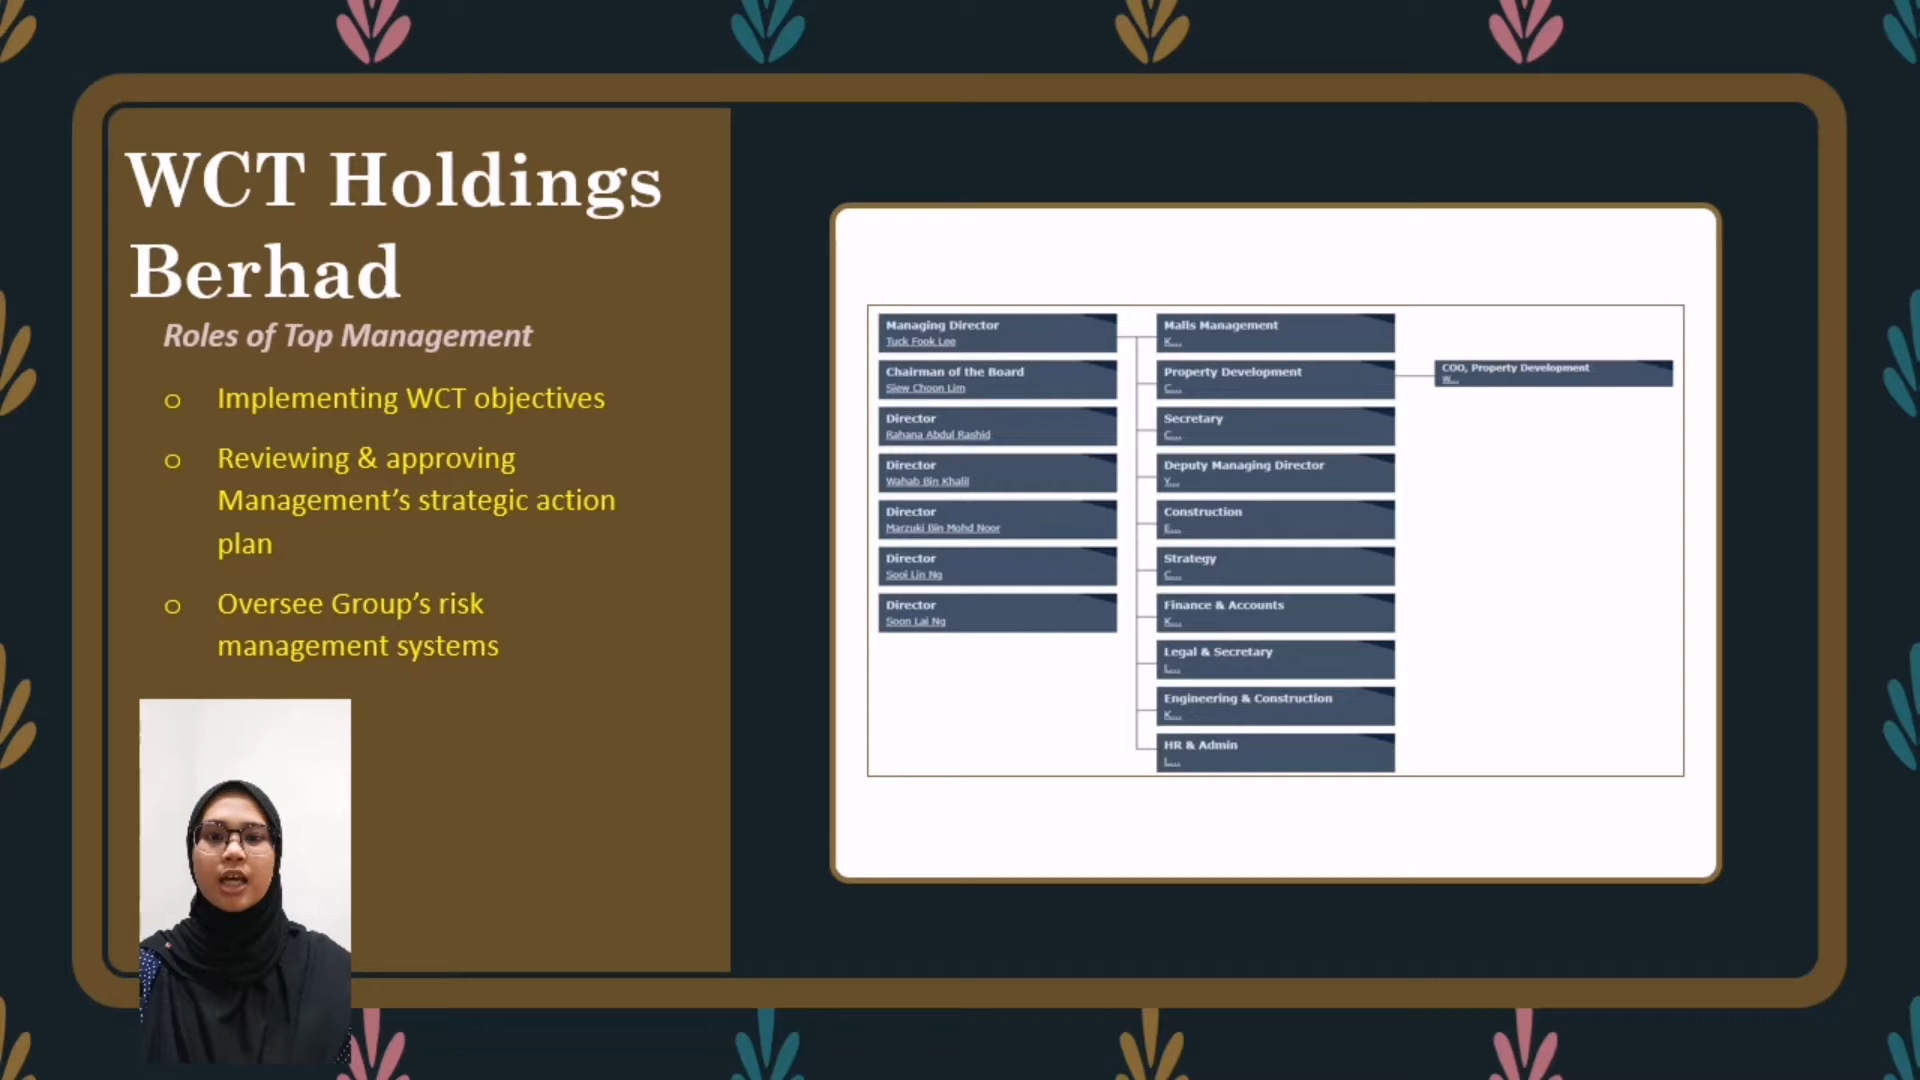 WCT Holdings
Berhad
Roles of Top Management
o Implementing WCT objectives
o Reviewing & approving
Management’s strategic action
plan
o Oversee Group’s risk
management systems
Managing Director
Tuck Fook Lee
Chairman of the Board
Siew Choon Lim
Director
Rahana Abdul Rashid
Director
Wahab Bin Khalil
Director
Marzuki Bin Mohd Noor
Director
Sooi Lin Ng
Director
Soon Lai Ng
Malls Management
K...
Property Development
C...
Secretary
C...
Deputy Managing Director
Y...
Construction
E...
Strategy
C...
Finance & Accounts
K...
Legal & Secretary
L...
Engineering & Construction
K...
HR & Admin
L...
COO, Property Development
W...